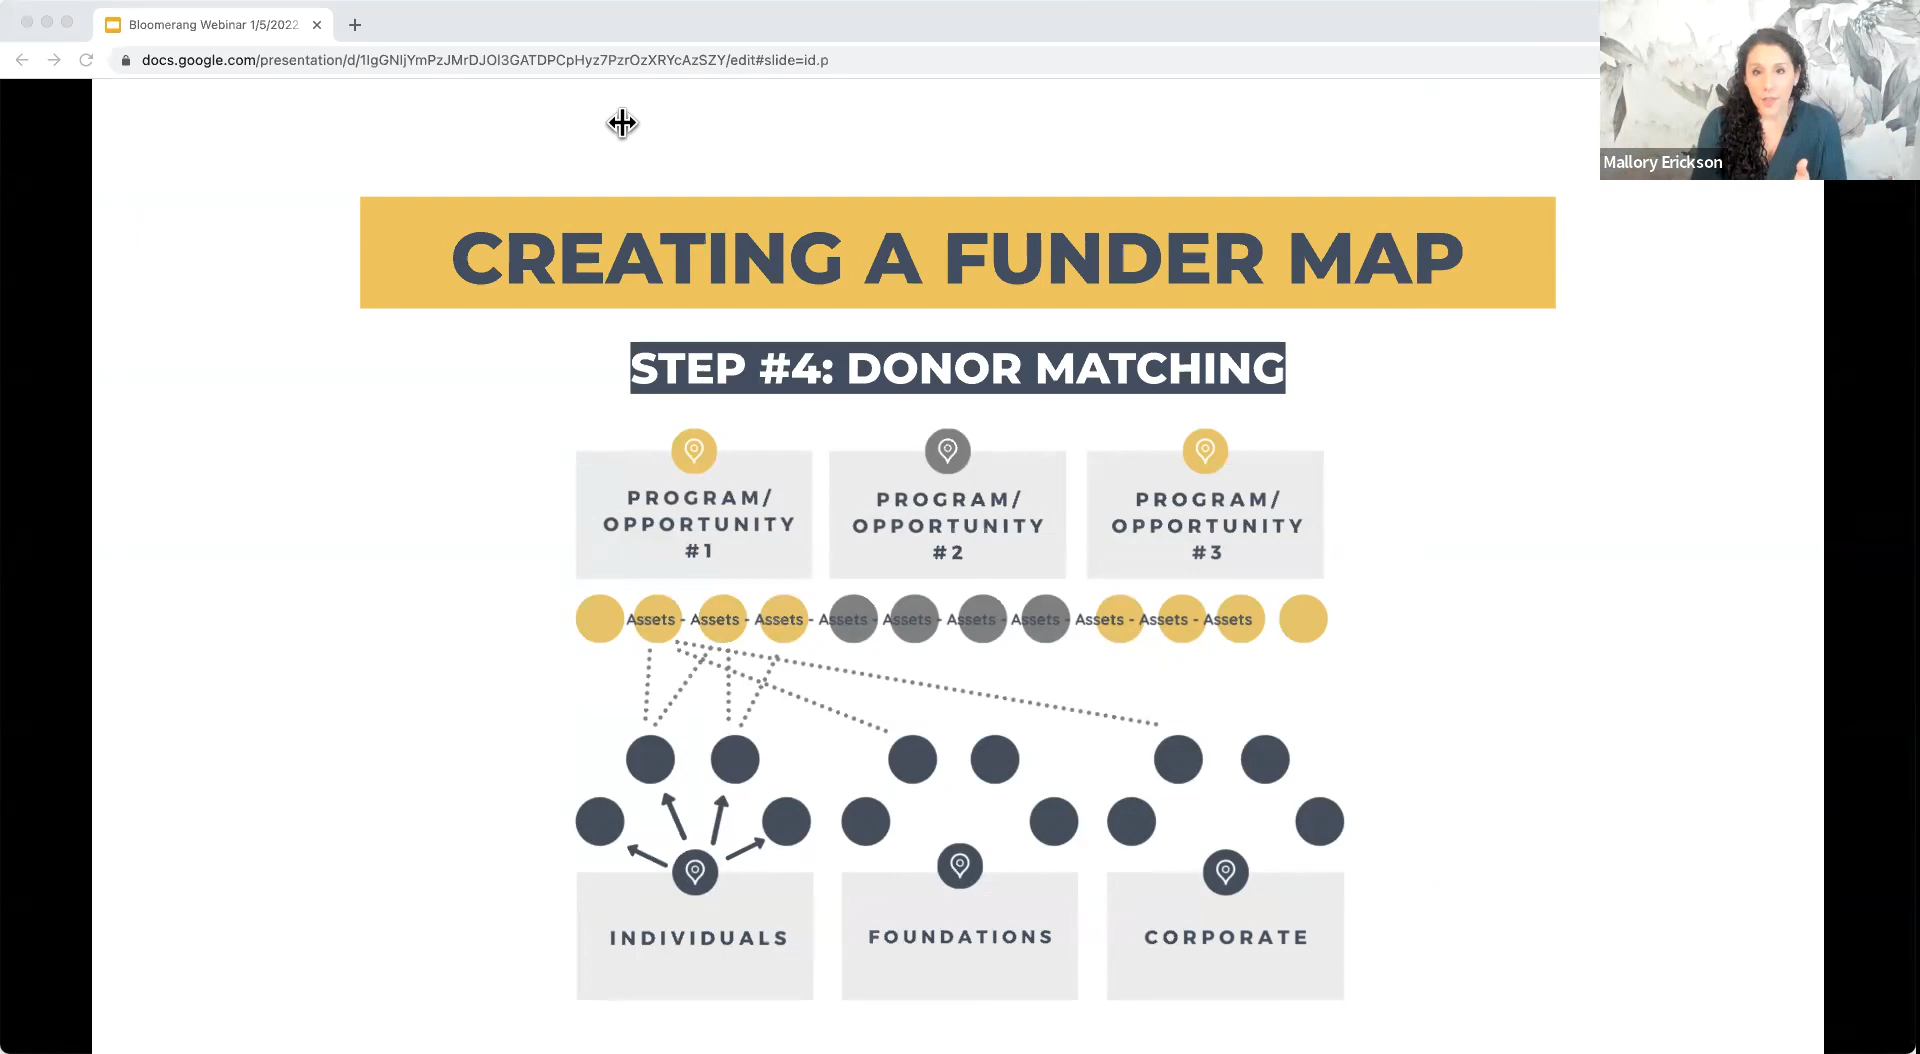 Bloomerang Webinar 1/5/2022
docs.google.com/presentation/d/1IgGNIjYmPzJMrDJOl3GATDPCpHyz7PzrOzXRYcAzSZY/edit#slide=id.p
Mallory Erickson
CREATING A FUNDER MAP
STEP #4: DONOR MATCHING
PROGRAM/
OPPORTUNITY
#1
PROGRAM/
OPPORTUNITY
#2
PROGRAM/
OPPORTUNITY
#3
Assets - Assets - Assets - Assets - Assets - Assets - Assets - Assets - Assets - Assets
INDIVIDUALS
FOUNDATIONS
CORPORATE